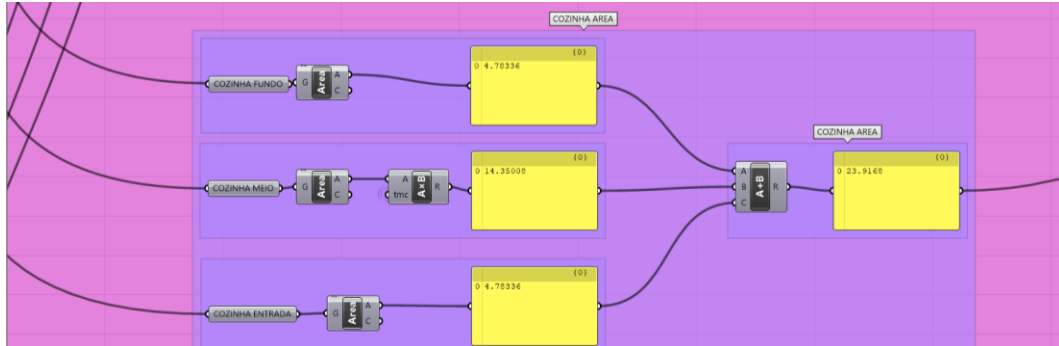 COZINHA AREA
{0}
0 4.78336
COZINHA FUNDO
G Area A C
{0}
0 14.35008
COZINHA MEIO
G Area A C
A tmc A×B R
COZINHA AREA
{0}
0 23.9168
A B C A+B R
{0}
0 4.78336
COZINHA ENTRADA
G Area A C